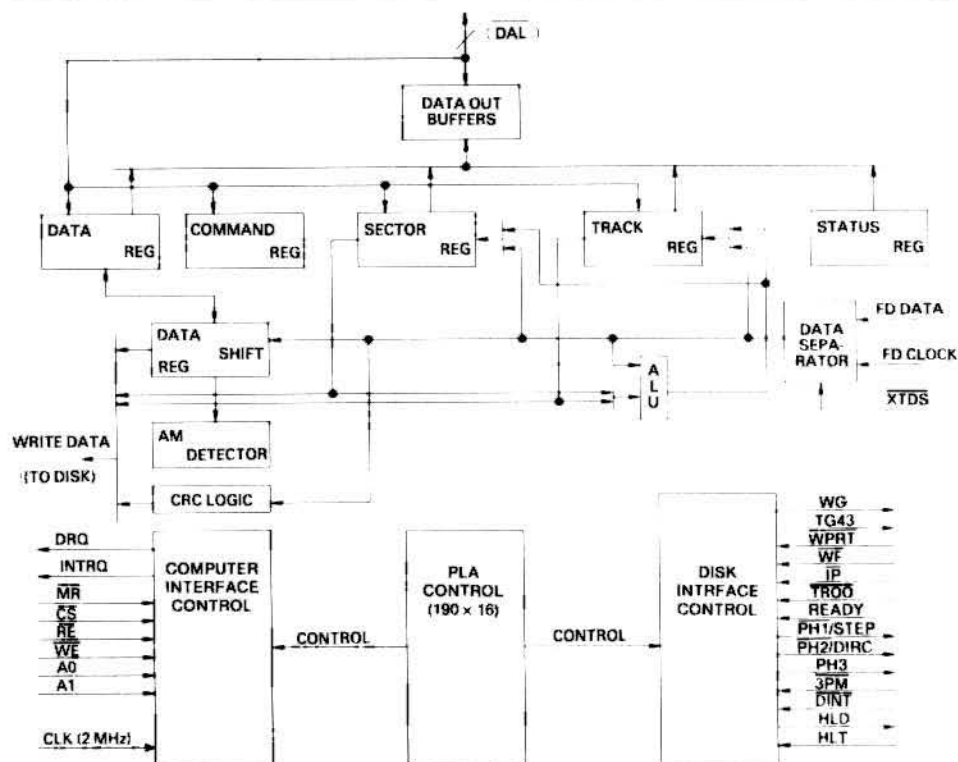 DAL
DATA OUT
BUFFERS
DATA
REG
COMMAND
REG
SECTOR
REG
TRACK
REG
STATUS
REG
DATA
SHIFT
REG
A
L
U
DATA
SEPA-
RATOR
FD DATA
FD CLOCK
XTDS
AM
DETECTOR
WRITE DATA
(TO DISK)
CRC LOGIC
DRQ
INTRQ
MR
CS
RE
WE
A0
A1
CLK (2 MHz)
COMPUTER
INTERFACE
CONTROL
CONTROL
PLA
CONTROL
(190 × 16)
CONTROL
DISK
INTRFACE
CONTROL
WG
TG43
WPRT
WF
IP
TROO
READY
PH1/STEP
PH2/DIRC
PH3
3PM
DINT
HLD
HLT